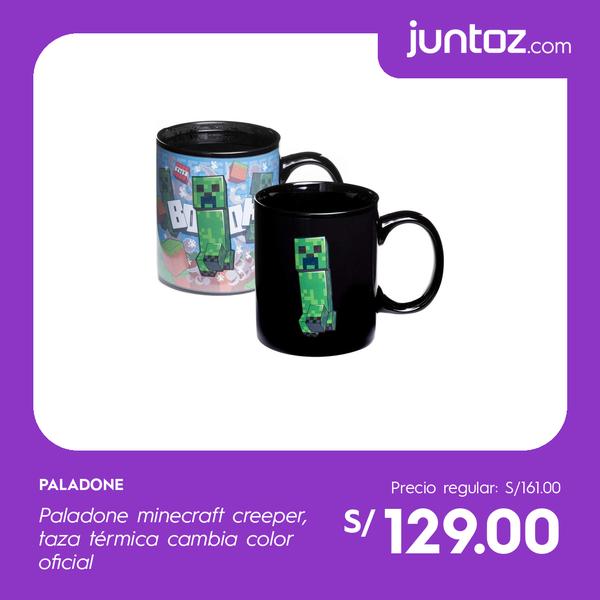 juntoz.com
PALADONE
Paladone minecraft creeper,
taza térmica cambia color
oficial
Precio regular: S/161.00
S/129.00